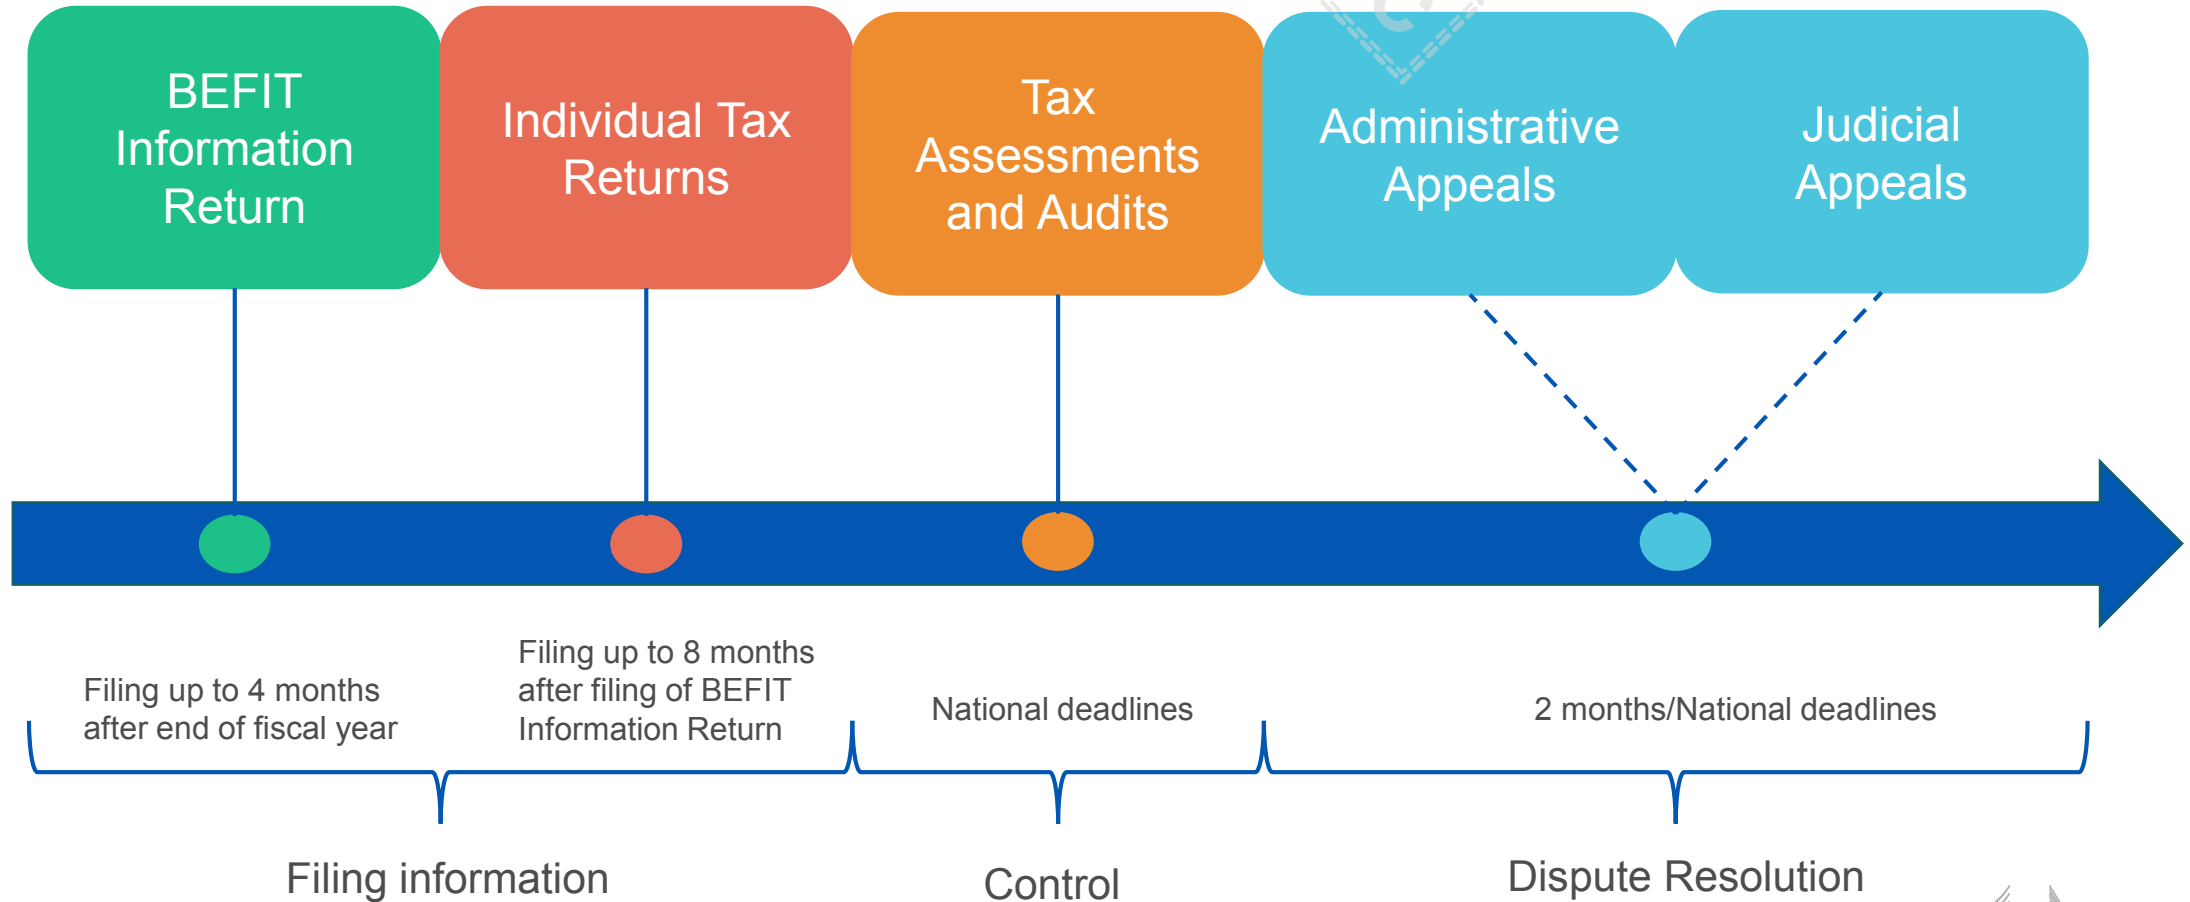 BEFIT
Information
Return
Individual Tax
Returns
Tax
Assessments
and Audits
Administrative
Appeals
Judicial
Appeals
Filing up to 4 months
after end of fiscal year
Filing up to 8 months
after filing of BEFIT
Information Return
National deadlines
2 months/National deadlines
Filing information
Control
Dispute Resolution